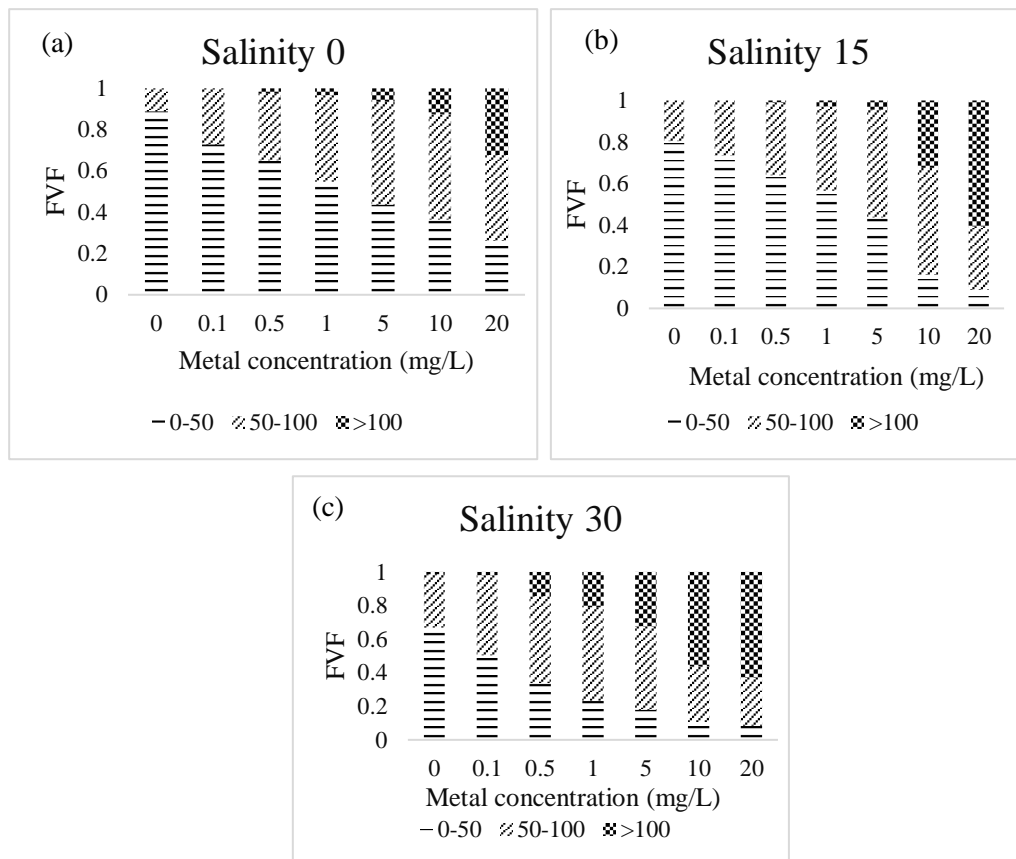 (a)
Salinity 0
1
0.8
0.6
0.4
0.2
0
FVF
0 0.1 0.5 1 5 10 20
Metal concentration (mg/L)
0-50 50-100 >100
(b)
Salinity 15
1
0.8
0.6
0.4
0.2
0
FVF
0 0.1 0.5 1 5 10 20
Metal concentration (mg/L)
0-50 50-100 >100
(c)
Salinity 30
1
0.8
0.6
0.4
0.2
0
FVF
0 0.1 0.5 1 5 10 20
Metal concentration (mg/L)
0-50 50-100 >100